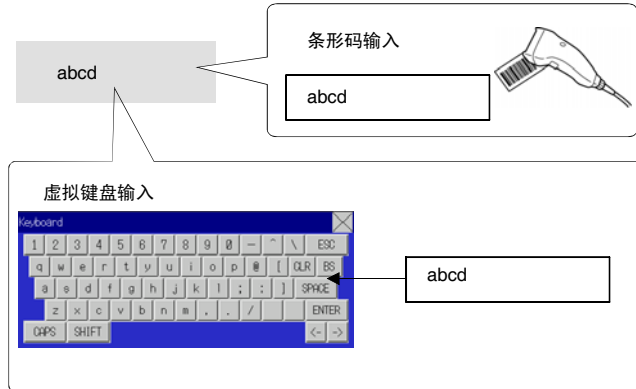 条形码输入
abcd
abcd
虚拟键盘输入
Keyboard
1 2 3 4 5 6 7 8 9 0 - ^ \ ESC
q w e r t y u i o p @ [ CLR BS
a s d f g h j k l ; : ] SPACE
z x c v b n m , . / ENTER
CAPS SHIFT <- ->
abcd